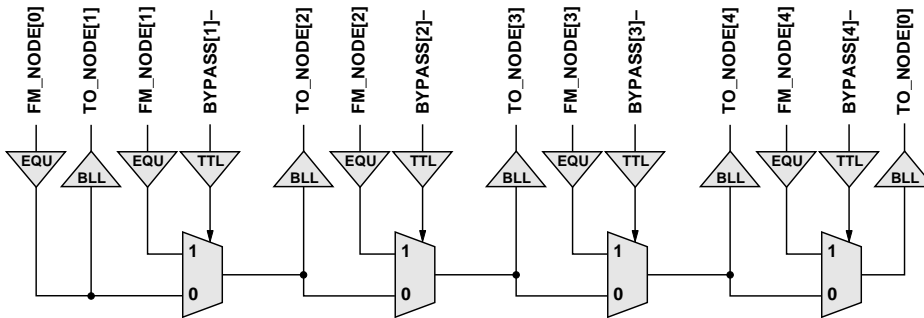 FM_NODE[0]
TO_NODE[1]
FM_NODE[1]
BYPASS[1]–
TO_NODE[2]
FM_NODE[2]
BYPASS[2]–
TO_NODE[3]
FM_NODE[3]
BYPASS[3]–
TO_NODE[4]
FM_NODE[4]
BYPASS[4]–
TO_NODE[0]
EQU
BLL
EQU
TTL
BLL
EQU
TTL
BLL
EQU
TTL
BLL
EQU
TTL
BLL
1
1
1
1
0
0
0
0